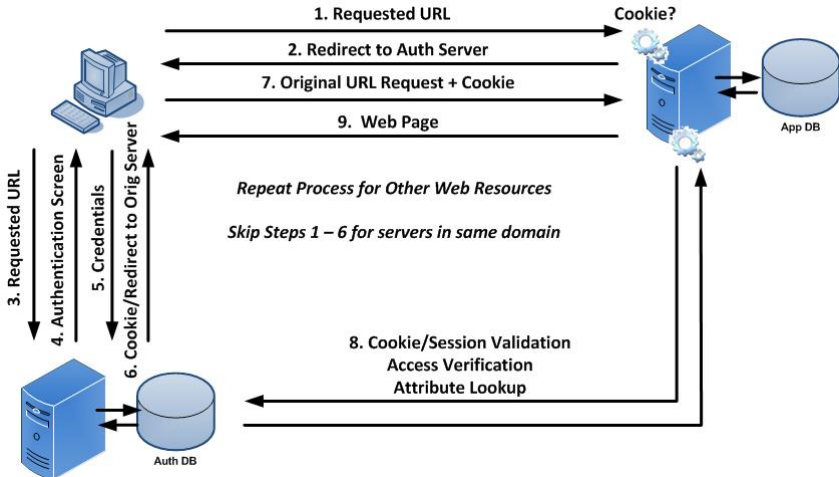 1. Requested URL
Cookie?
2. Redirect to Auth Server
7. Original URL Request + Cookie
9. Web Page
App DB
3. Requested URL
4. Authentication Screen
5. Credentials
6. Cookie/Redirect to Orig Server
Repeat Process for Other Web Resources
Skip Steps 1 – 6 for servers in same domain
8. Cookie/Session Validation
Access Verification
Attribute Lookup
Auth DB